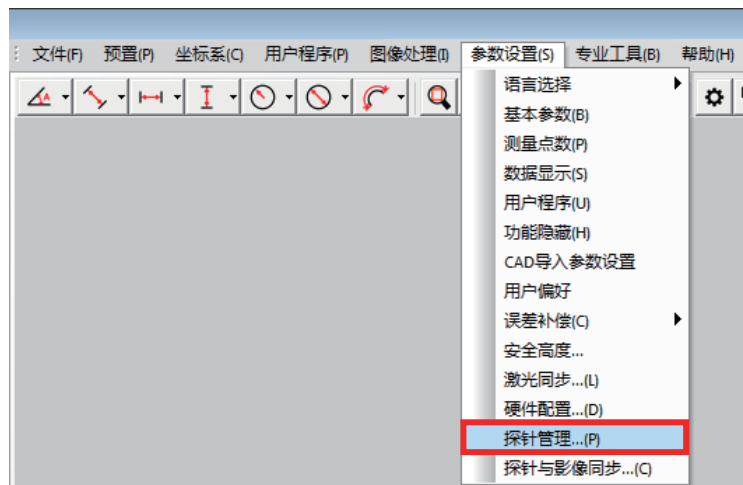 文件(F) 预置(P) 坐标系(C) 用户程序(P) 图像处理(I) 参数设置(S) 专业工具(B) 帮助(H)
语言选择
基本参数(B)
测量点数(P)
数据显示(S)
用户程序(U)
功能隐藏(H)
CAD导入参数设置
用户偏好
误差补偿(C)
安全高度...
激光同步...(L)
硬件配置...(D)
探针管理...(P)
探针与影像同步...(C)